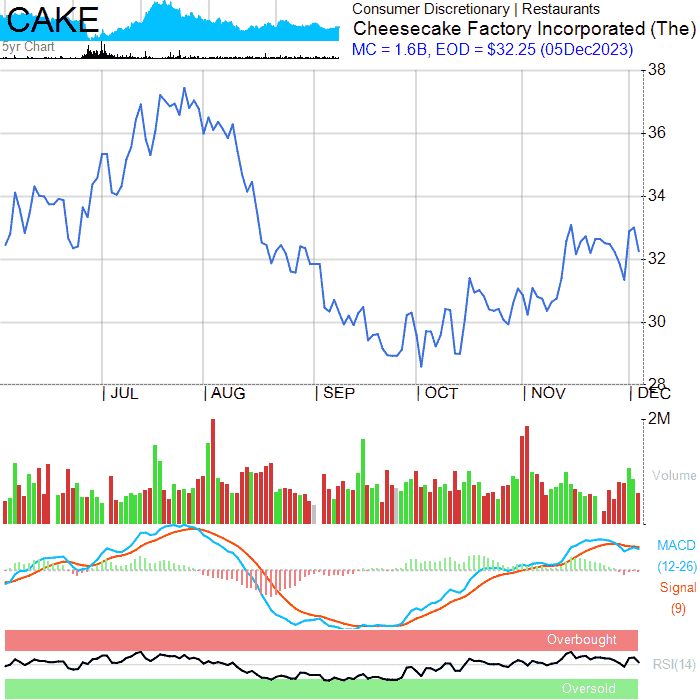 CAKE
5yr Chart
Consumer Discretionary | Restaurants
Cheesecake Factory Incorporated (The)
MC = 1.6B, EOD = $32.25 (05Dec2023)
38
36
34
32
30
28
| JUL | AUG | SEP | OCT | NOV | DEC
2M
Volume
MACD
(12-26)
Signal
(9)
Overbought
RSI(14)
Oversold